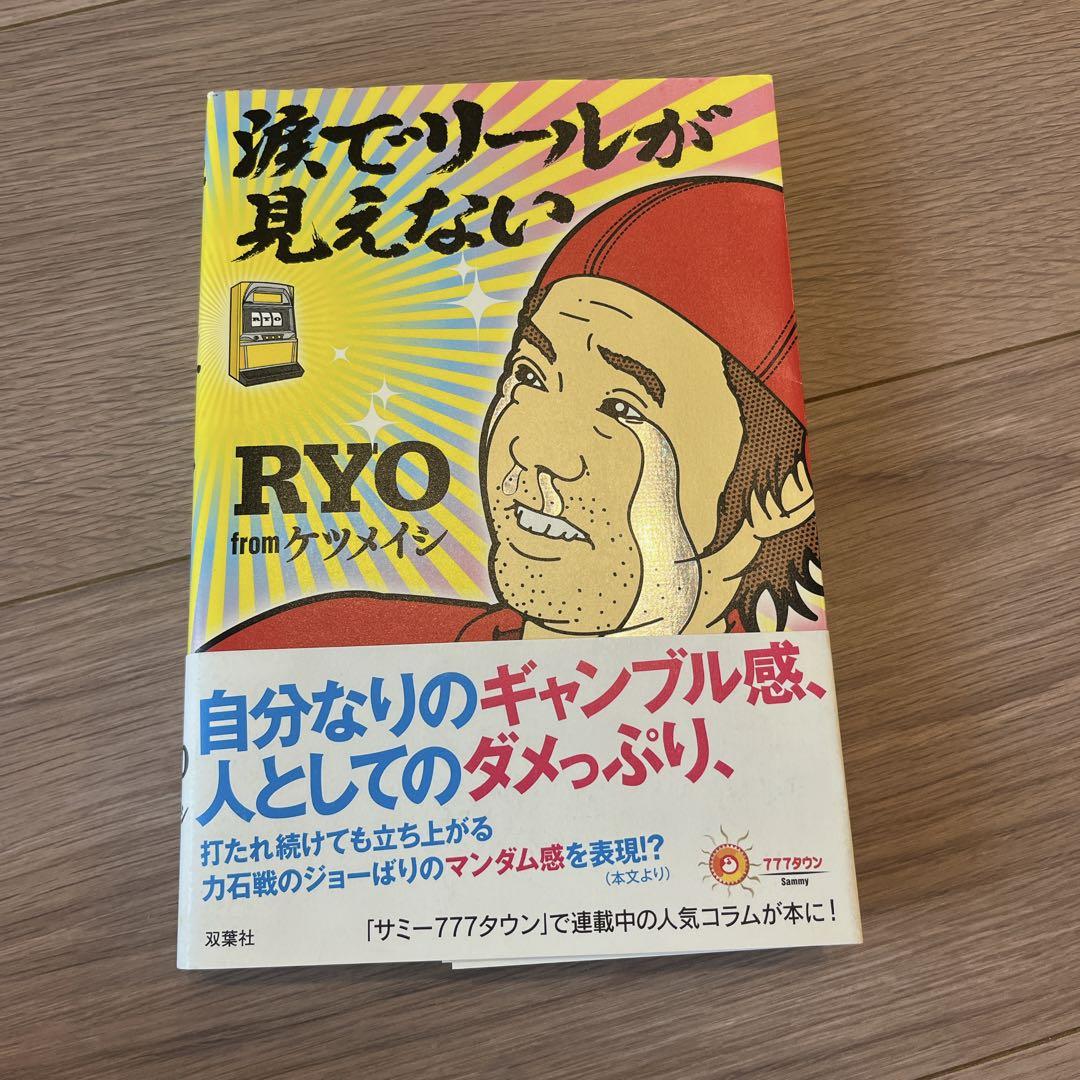 涙でリールが
見えない
RYO
RYO
from ケツメイシ
自分なりのギャンブル感、
人としてのダメっぷり、
打たれ続けても立ち上がる
力石戦のジョーばりのマンダム感を表現!?
(本文より)
777タウン
Sammy
「サミー777タウン」で連載中の人気コラムが本に!
双葉社